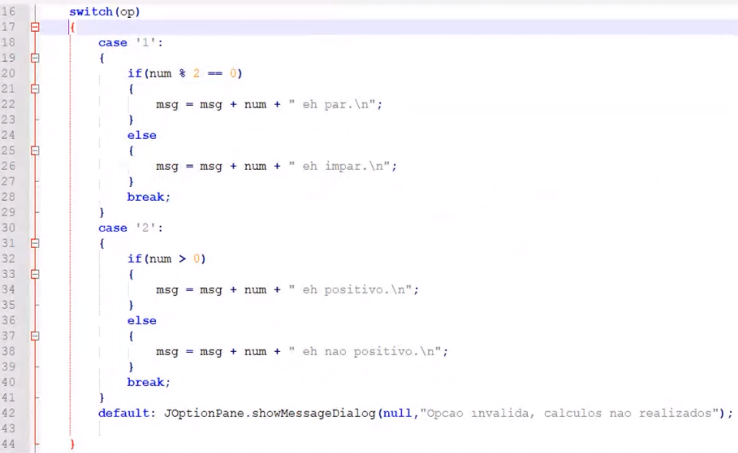 16 switch(op)
17 {
18 case '1':
19 {
20 if(num % 2 == 0)
21 {
22 msg = msg + num + " eh par.\n";
23 }
24 else
25 {
26 msg = msg + num + " eh impar.\n";
27 }
28 break;
29 }
30 case '2':
31 {
32 if(num > 0)
33 {
34 msg = msg + num + " eh positivo.\n";
35 }
36 else
37 {
38 msg = msg + num + " eh nao positivo.\n";
39 }
40 break;
41 }
42 default: JOptionPane.showMessageDialog(null,"Opcao invalida, calculos nao realizados");
43
44 }